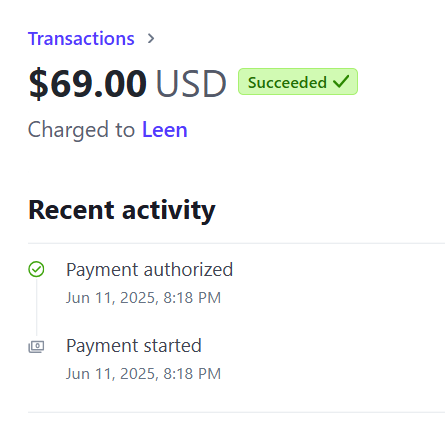 Transactions
$69.00 USD Succeeded
Charged to Leen
Recent activity
Payment authorized
Jun 11, 2025, 8:18 PM
Payment started
Jun 11, 2025, 8:18 PM